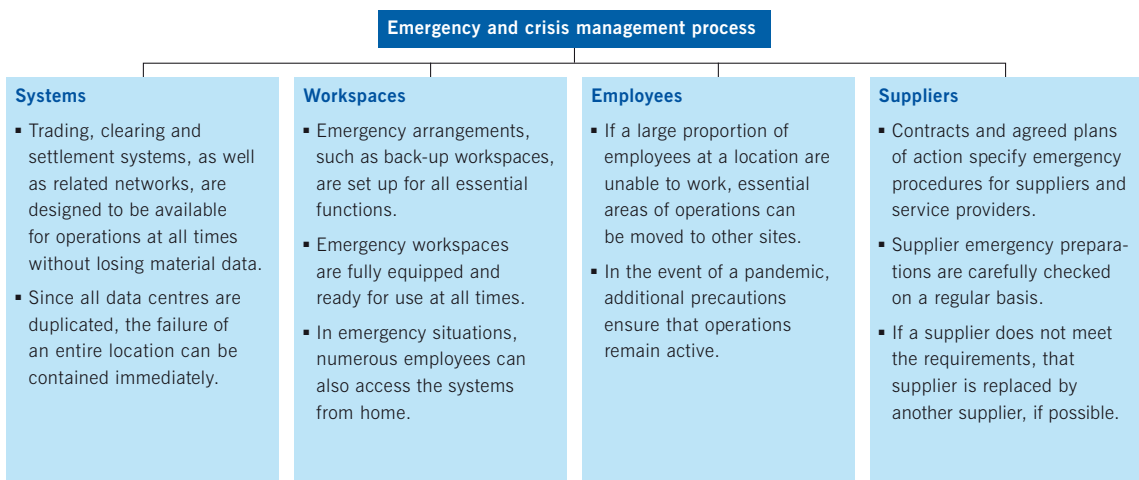 Emergency and crisis management process
Systems
▪ Trading, clearing and
settlement systems, as well
as related networks, are
designed to be available
for operations at all times
without losing material data.
▪ Since all data centres are
duplicated, the failure of
an entire location can be
contained immediately.
Workspaces
▪ Emergency arrangements,
such as back-up workspaces,
are set up for all essential
functions.
▪ Emergency workspaces
are fully equipped and
ready for use at all times.
▪ In emergency situations,
numerous employees can
also access the systems
from home.
Employees
▪ If a large proportion of
employees at a location are
unable to work, essential
areas of operations can
be moved to other sites.
▪ In the event of a pandemic,
additional precautions
ensure that operations
remain active.
Suppliers
▪ Contracts and agreed plans
of action specify emergency
procedures for suppliers and
service providers.
▪ Supplier emergency prepara-
tions are carefully checked
on a regular basis.
▪ If a supplier does not meet
the requirements, that
supplier is replaced by
another supplier, if possible.